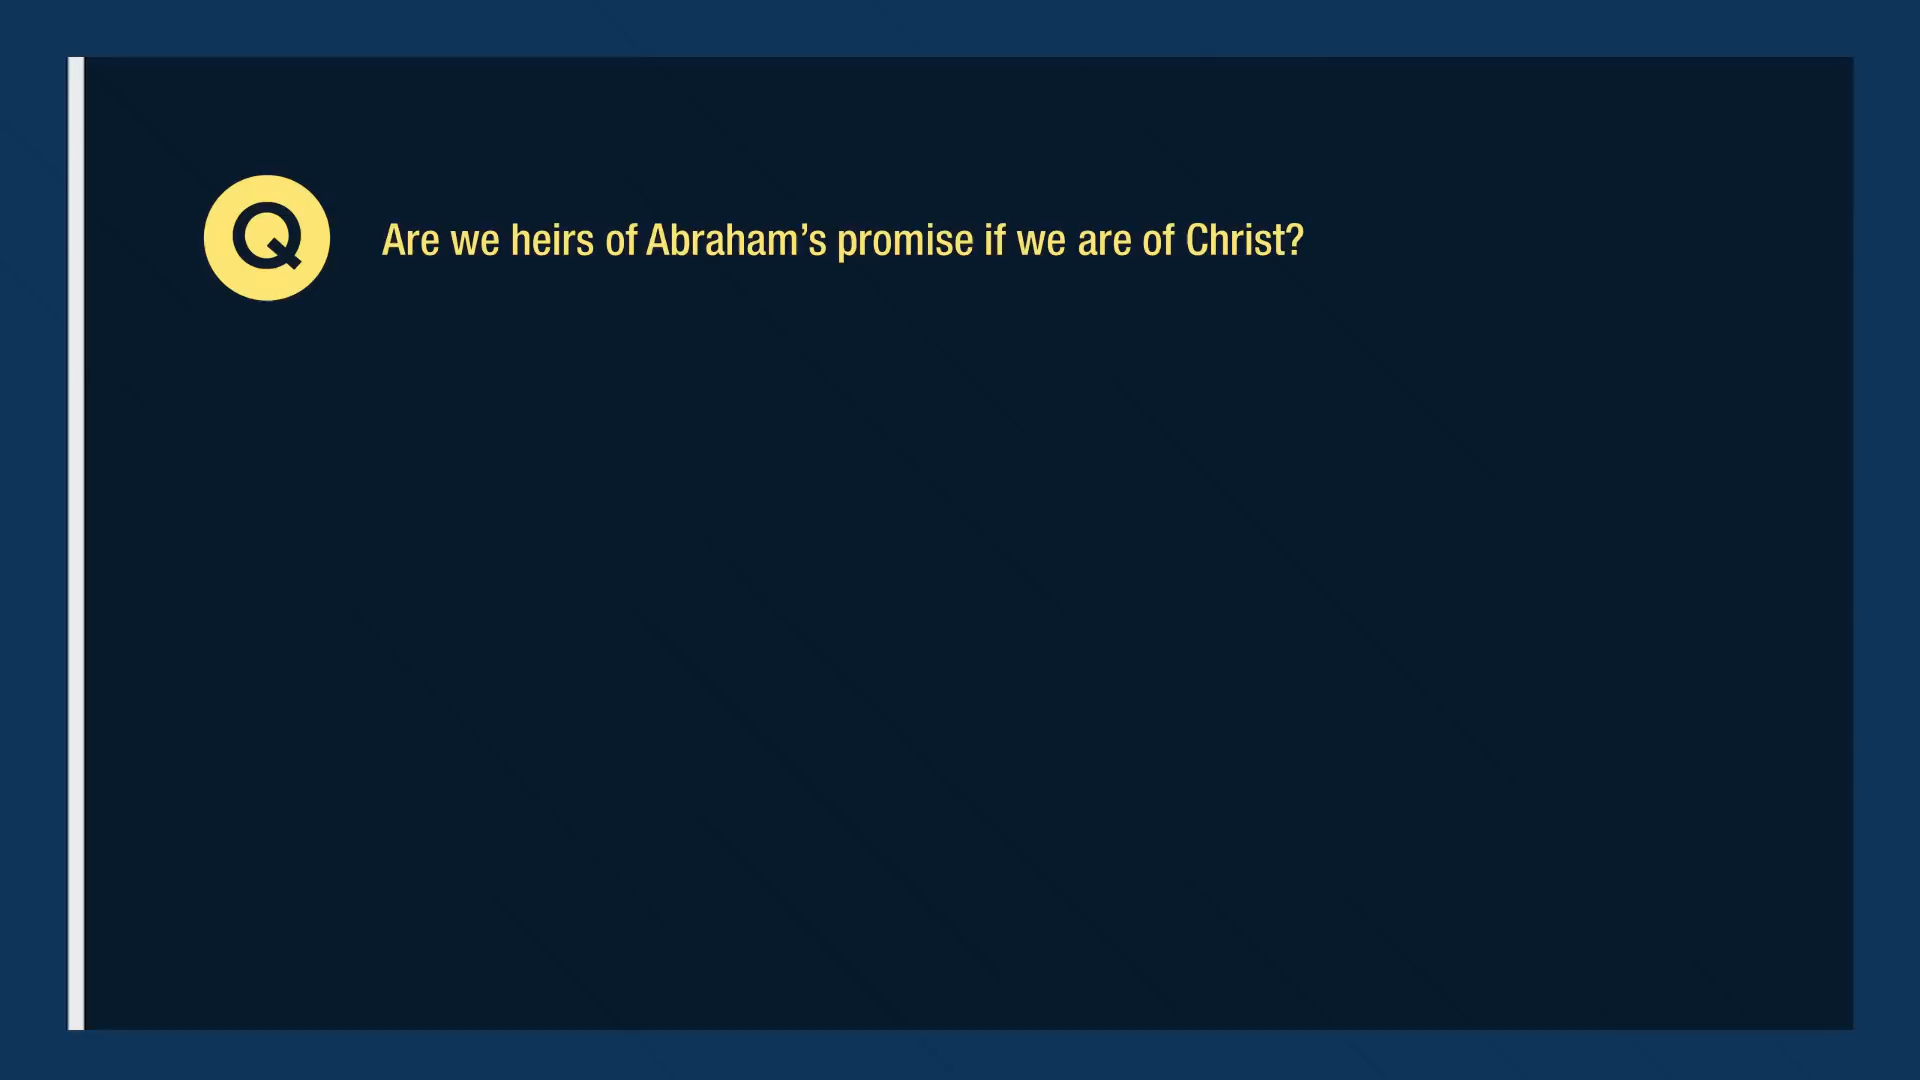 Q Are we heirs of Abraham’s promise if we are of Christ?